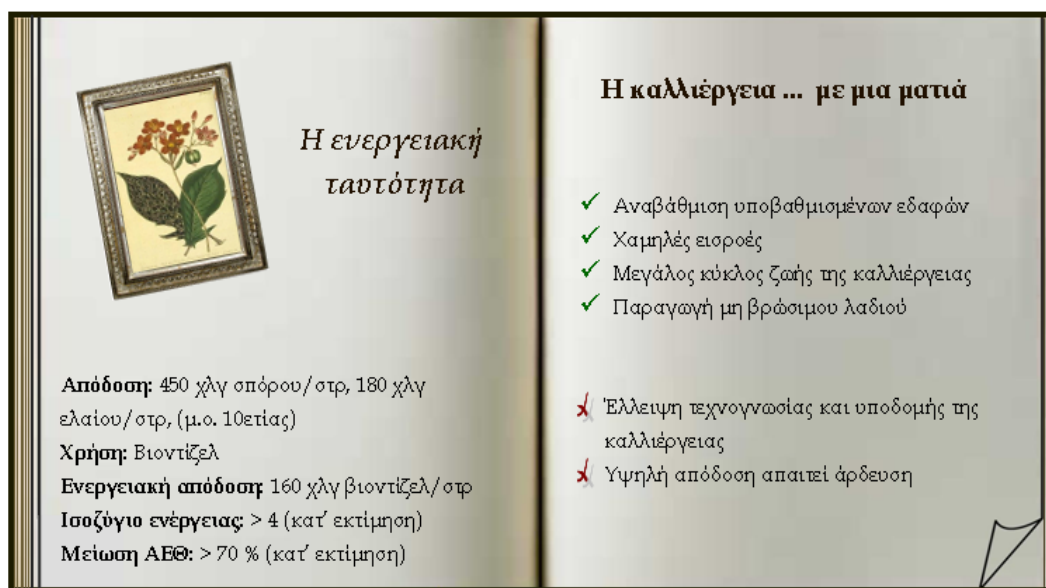 Η ενεργειακή
ταυτότητα
Απόδοση: 450 χλγ σπόρου/στρ, 180 χλγ
ελαίου/στρ, (μ.ο. 10ετίας)
Χρήση: Βιοντίζελ
Ενεργειακή απόδοση: 160 χλγ βιοντίζελ/στρ
Ισοζύγιο ενέργειας: > 4 (κατ’ εκτίμηση)
Μείωση ΑΕΘ: > 70 % (κατ’ εκτίμηση)
Η καλλιέργεια ... με μια ματιά
Αναβάθμιση υποβαθμισμένων εδαφών
Χαμηλές εισροές
Μεγάλος κύκλος ζωής της καλλιέργειας
Παραγωγή μη βρώσιμου λαδιού
Έλλειψη τεχνογνωσίας και υποδομής της
καλλιέργειας
Υψηλή απόδοση απαιτεί άρδευση